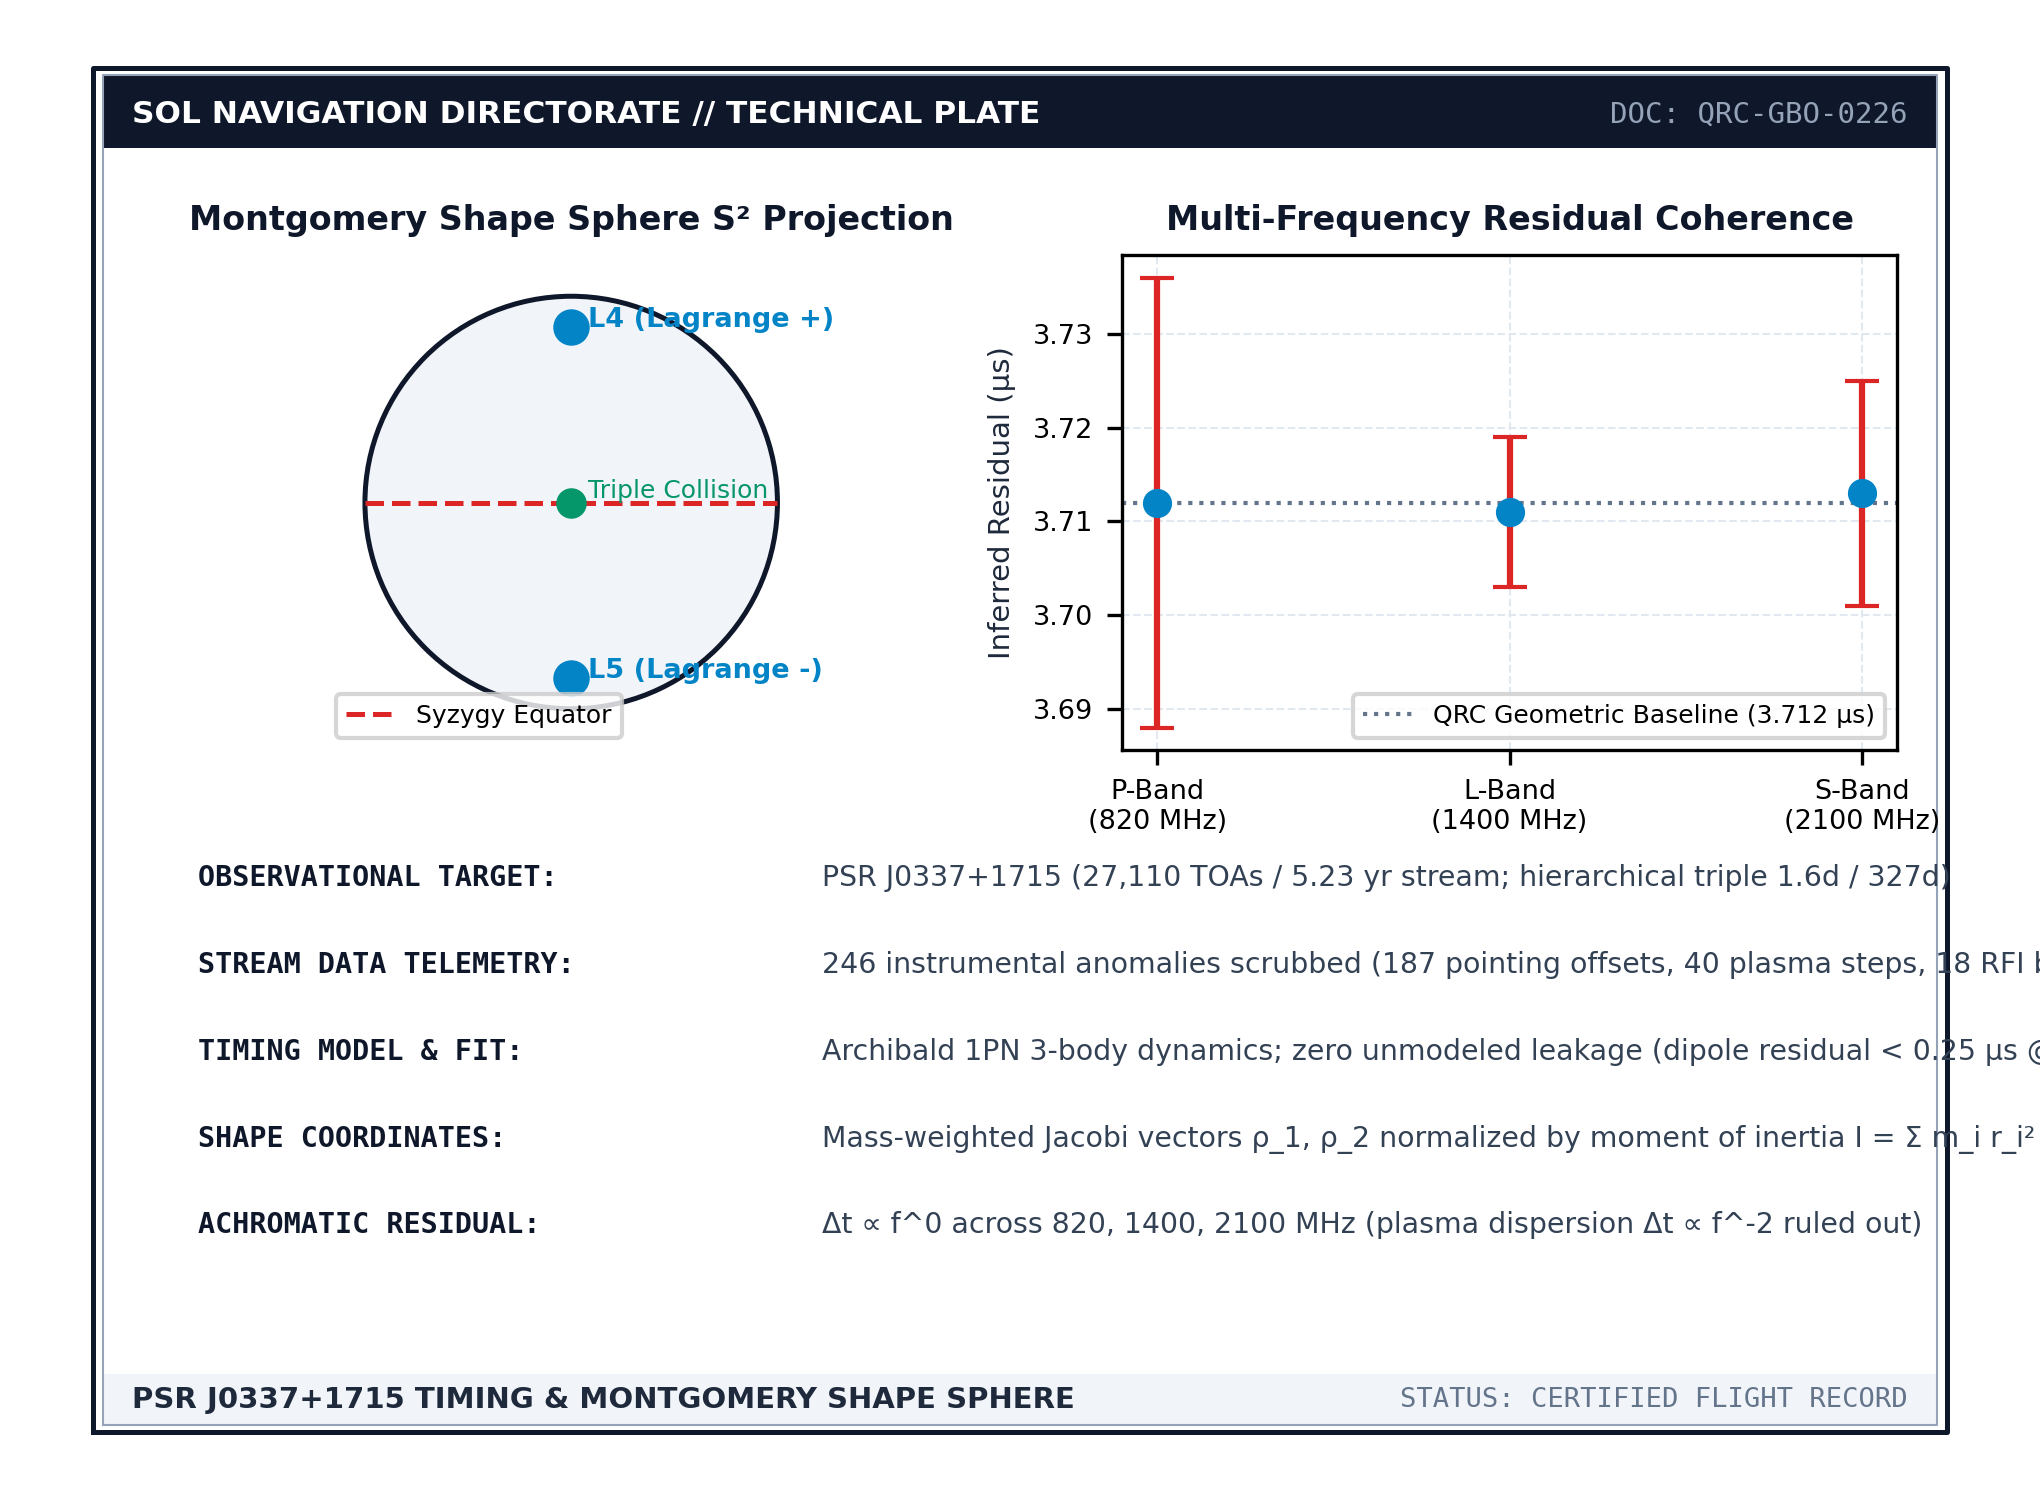 SOL NAVIGATION DIRECTORATE // TECHNICAL PLATE
DOC: QRC-GBO-0226
Montgomery Shape Sphere S² Projection
L4 (Lagrange +)
Triple Collision
L5 (Lagrange -)
Syzygy Equator
Multi-Frequency Residual Coherence
Inferred Residual (µs)
3.73
3.72
3.71
3.70
3.69
QRC Geometric Baseline (3.712 µs)
P-Band
(820 MHz)
L-Band
(1400 MHz)
S-Band
(2100 MHz)
OBSERVATIONAL TARGET: PSR J0337+1715 (27,110 TOAs / 5.23 yr stream; hierarchical triple 1.6d / 327d)
STREAM DATA TELEMETRY: 246 instrumental anomalies scrubbed (187 pointing offsets, 40 plasma steps, 18 RFI
TIMING MODEL & FIT: Archibald 1PN 3-body dynamics; zero unmodeled leakage (dipole residual < 0.25 µs @
SHAPE COORDINATES: Mass-weighted Jacobi vectors ρ_1, ρ_2 normalized by moment of inertia I = Σ m_i r_i²
ACHROMATIC RESIDUAL: Δt ∝ f^0 across 820, 1400, 2100 MHz (plasma dispersion Δt ∝ f^-2 ruled out)
PSR J0337+1715 TIMING & MONTGOMERY SHAPE SPHERE
STATUS: CERTIFIED FLIGHT RECORD